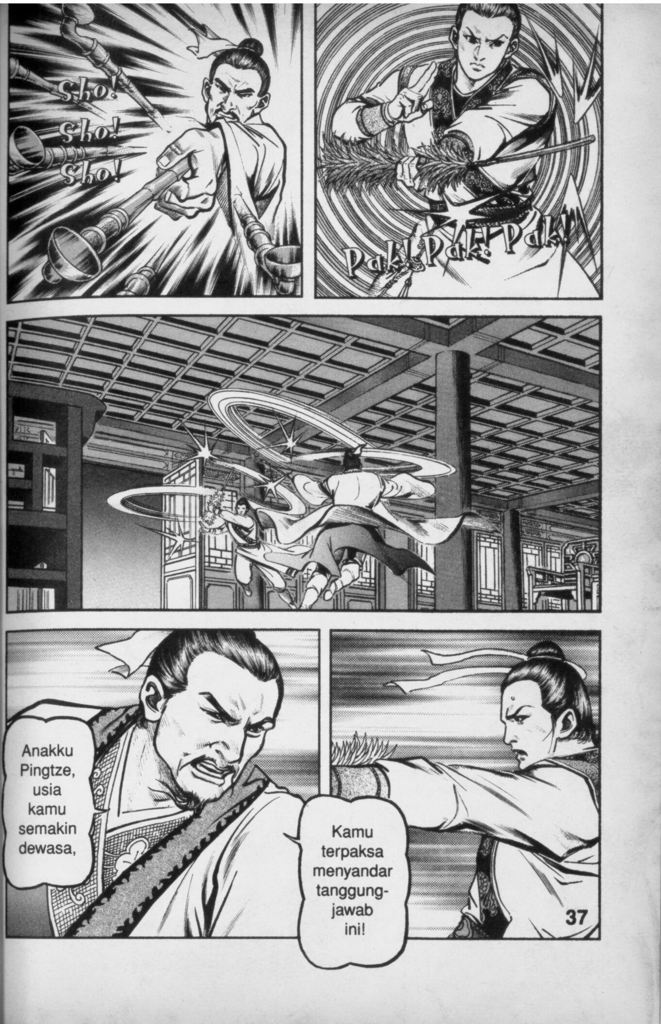 Sho!
Sho!
Sho!
Pak! Pak! Pak!
Anakku
Pingtze,
usia
kamu
semakin
dewasa,
Kamu
terpaksa
menyandar
tanggung-
jawab
ini!
37